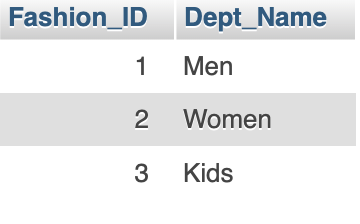 Fashion_ID Dept_Name
1 Men
2 Women
3 Kids